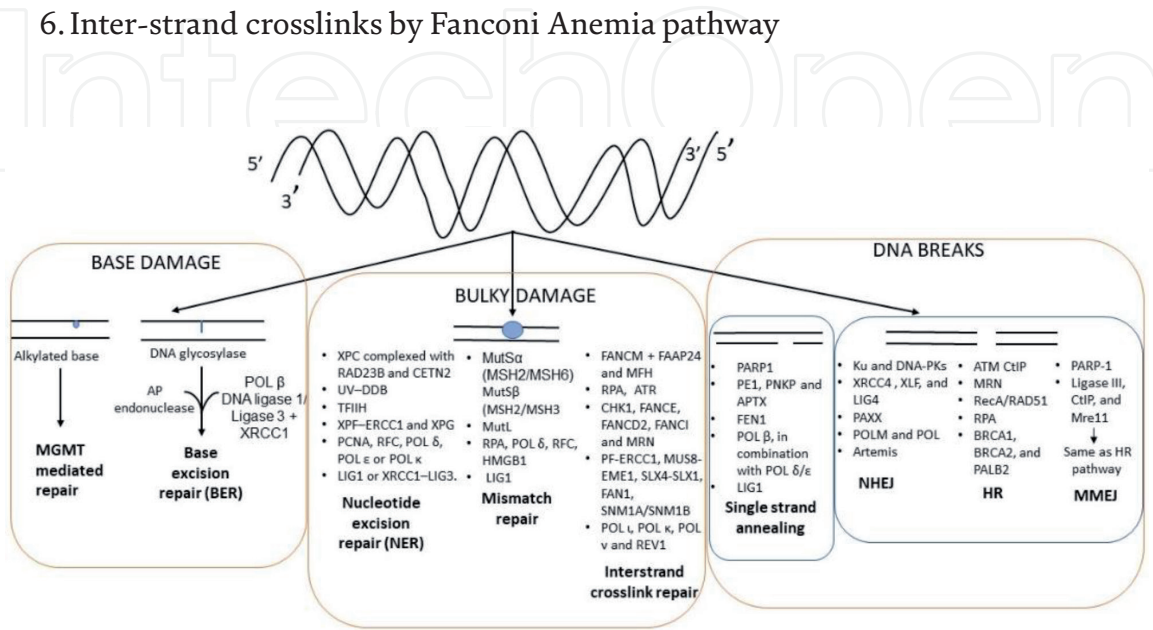 6. Inter-strand crosslinks by Fanconi Anemia pathway
IntechOpen
5'
3'
3'
5'
BASE DAMAGE
Alkylated base
MGMT
mediated
repair
DNA glycosylase
AP
endonuclease
POL β
DNA ligase 1/
Ligase 3 +
XRCC1
Base
excision
repair (BER)
BULKY DAMAGE
• XPC complexed with
RAD23B and CETN2
• UV–DDB
• TFIIH
• XPF–ERCC1 and XPG
• PCNA, RFC, POL δ,
POL ε or POL κ
• LIG1 or XRCC1–LIG3.
Nucleotide
excision
repair (NER)
• MutSα
(MSH2/MSH6)
MutSβ
(MSH2/MSH3
• MutL
• RPA, POL δ, RFC,
HMGB1
• LIG1
Mismatch
repair
• FANCM + FAAP24
and MFH
• RPA, ATR
• CHK1, FANCE,
FANCD2, FANCI
and MRN
• PF-ERCC1, MUS8-
EME1, SLX4-SLX1,
FAN1,
SNM1A/SNM1B
• POL ι, POL κ, POL
ν and REV1
Interstrand
crosslink repair
DNA BREAKS
• PARP1
• PE1, PNKP and
APTX
• FEN1
• POL β, in
combination
with POL δ/ε
• LIG1
Single strand
annealing
• Ku and DNA-PKs
• XRCC4, XLF, and
LIG4
• PAXX
• POLM and POL
• Artemis
NHEJ
• ATM CtIP
• MRN
• RecA/RAD51
• RPA
• BRCA1,
BRCA2, and
PALB2
HR
• PARP-1
• Ligase III,
CtIP, and
Mre11
Same as HR
pathway
MMEJ